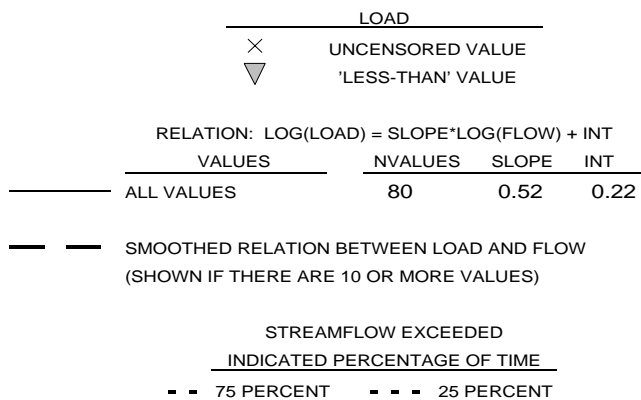 LOAD
UNCENSORED VALUE
'LESS-THAN' VALUE
RELATION: LOG(LOAD) = SLOPE*LOG(FLOW) + INT
VALUES NVALUES SLOPE INT
ALL VALUES 80 0.52 0.22
SMOOTHED RELATION BETWEEN LOAD AND FLOW
(SHOWN IF THERE ARE 10 OR MORE VALUES)
STREAMFLOW EXCEEDED
INDICATED PERCENTAGE OF TIME
75 PERCENT 25 PERCENT